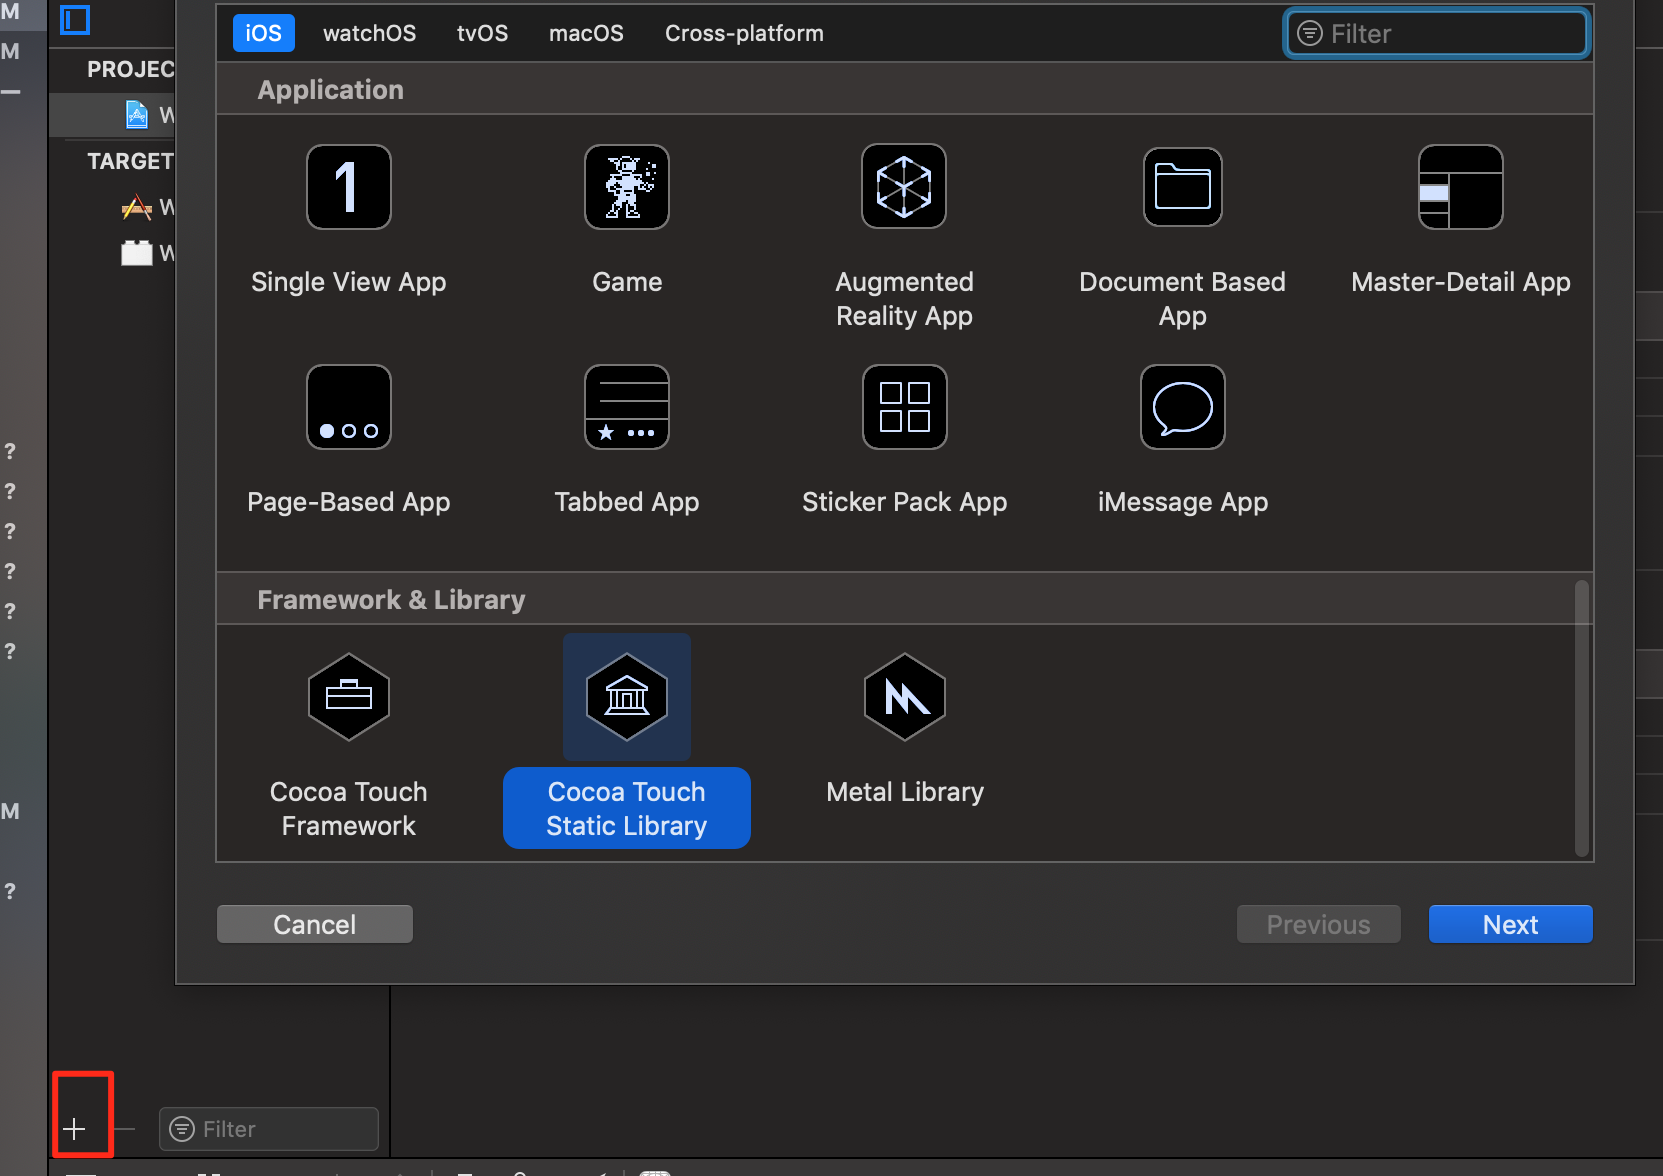 M
M
iOS watchOS tvOS macOS Cross-platform Filter
PROJEC
Application
W
TARGET
W
W
1
Single View App
Game
Augmented
Reality App
Document Based
App
Master-Detail App
Page-Based App
Tabbed App
Sticker Pack App
iMessage App
?
?
?
?
?
?
Framework & Library
Cocoa Touch
Framework
Cocoa Touch
Static Library
Metal Library
M
?
Cancel Previous Next
Filter